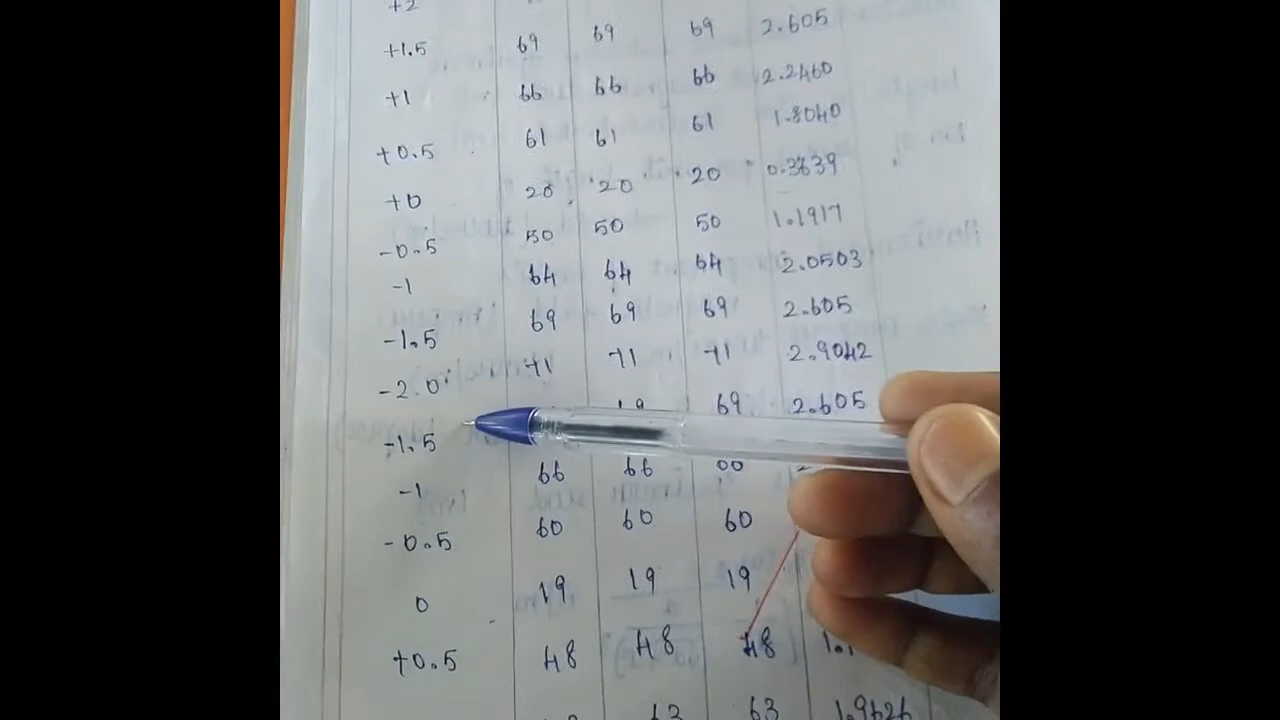 +2
+1.5 69 69 69 2.605
+1 66 66 66 2.2460
+0.5 61 61 61 1.8040
+0 20 20 20 0.3639
-0.5 50 50 50 1.1917
-1 64 64 64 2.0503
-1.5 69 69 69 2.605
-2.0 71 71 71 2.9042
-1.5 69 2.605
-1 66 66
-0.5 60 60 60
0 19 19 19
+0.5 48 48 48 1.1
63 63 1.9626